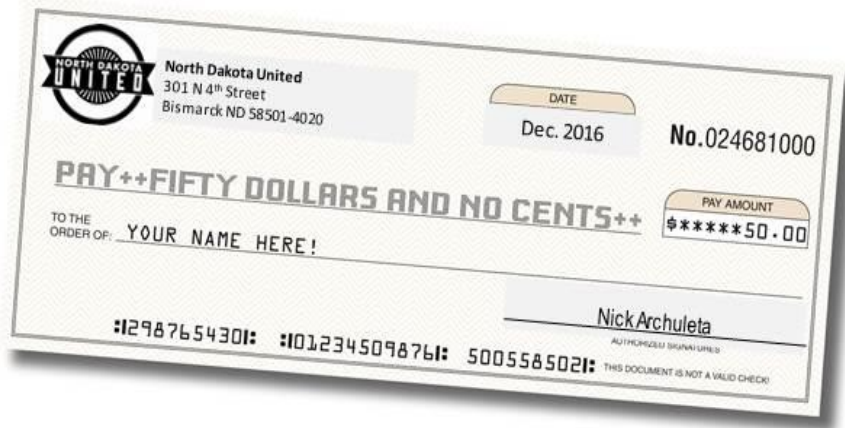 NORTH DAKOTA
UNITED
North Dakota United
301 N 4th Street
Bismarck ND 58501-4020
DATE
Dec. 2016
No.024681000
PAY++FIFTY DOLLARS AND NO CENTS++
PAY AMOUNT
$*****50.00
TO THE
ORDER OF: YOUR NAME HERE!
Nick Archuleta
AUTHORIZED SIGNATURES
⑆1298765430⑆ ⑆101234509876⑆ 5005585021⑆
THIS DOCUMENT IS NOT A VALID CHECK!